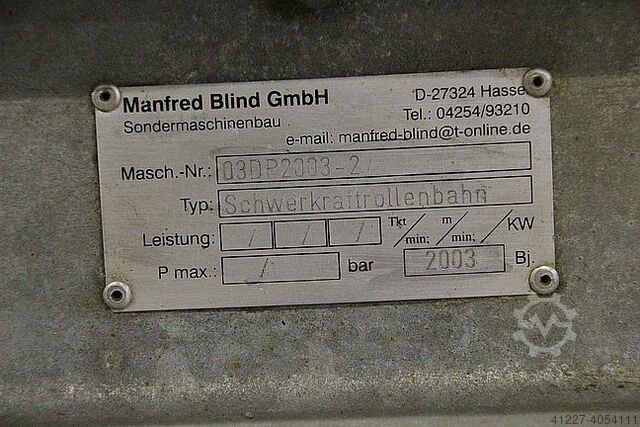 Manfred Blind GmbH
D-27324 Hassel
Sondermaschinenbau
Tel.: 04254/93210
e-mail: manfred-blind@t-online.de
Masch.-Nr.: 03DP2003-2
Typ: Schwerkraftrollenbahn
Leistung: / / / Tkt/min; m/min; /KW
P max.: / bar 2003 Bj.
41227-4054111